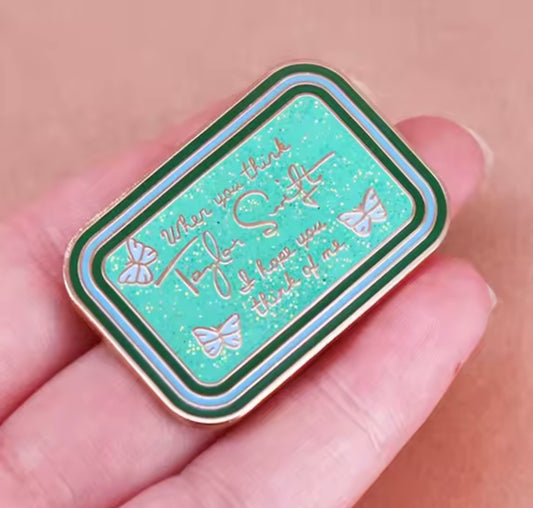 When you think
Taylor Swift
I hope you
think of me